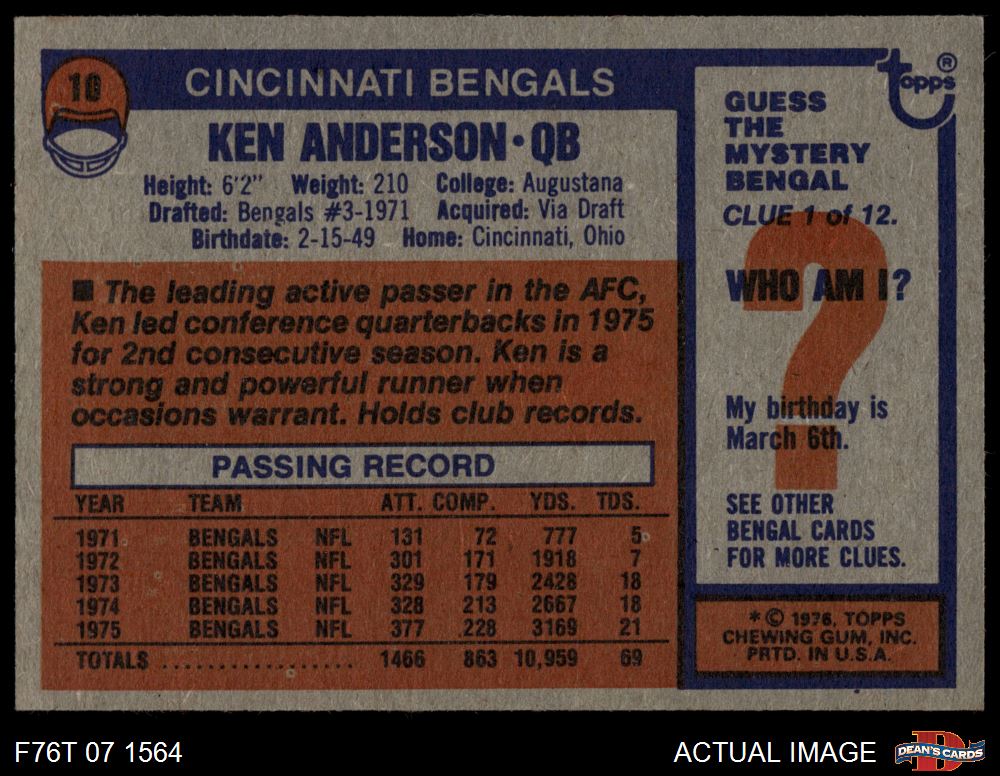 10
CINCINNATI BENGALS
KEN ANDERSON • QB
Height: 6'2" Weight: 210 College: Augustana
Drafted: Bengals #3-1971 Acquired: Via Draft
Birthdate: 2-15-49 Home: Cincinnati, Ohio
■ The leading active passer in the AFC,
Ken led conference quarterbacks in 1975
for 2nd consecutive season. Ken is a
strong and powerful runner when
occasions warrant. Holds club records.
PASSING RECORD
YEAR TEAM ATT. COMP. YDS. TDS.
1971 BENGALS NFL 131 72 777 5
1972 BENGALS NFL 301 171 1918 7
1973 BENGALS NFL 329 179 2428 18
1974 BENGALS NFL 328 213 2667 18
1975 BENGALS NFL 377 228 3169 21
TOTALS .................. 1466 863 10,959 69
topps®
GUESS
THE
MYSTERY
BENGAL
CLUE 1 of 12.
?
WHO AM I?
My birthday is
March 6th.
SEE OTHER
BENGAL CARDS
FOR MORE CLUES.
* © 1976, TOPPS
CHEWING GUM, INC.
PRTD. IN U.S.A.
F76T 07 1564
ACTUAL IMAGE
D
DEAN'S CARDS